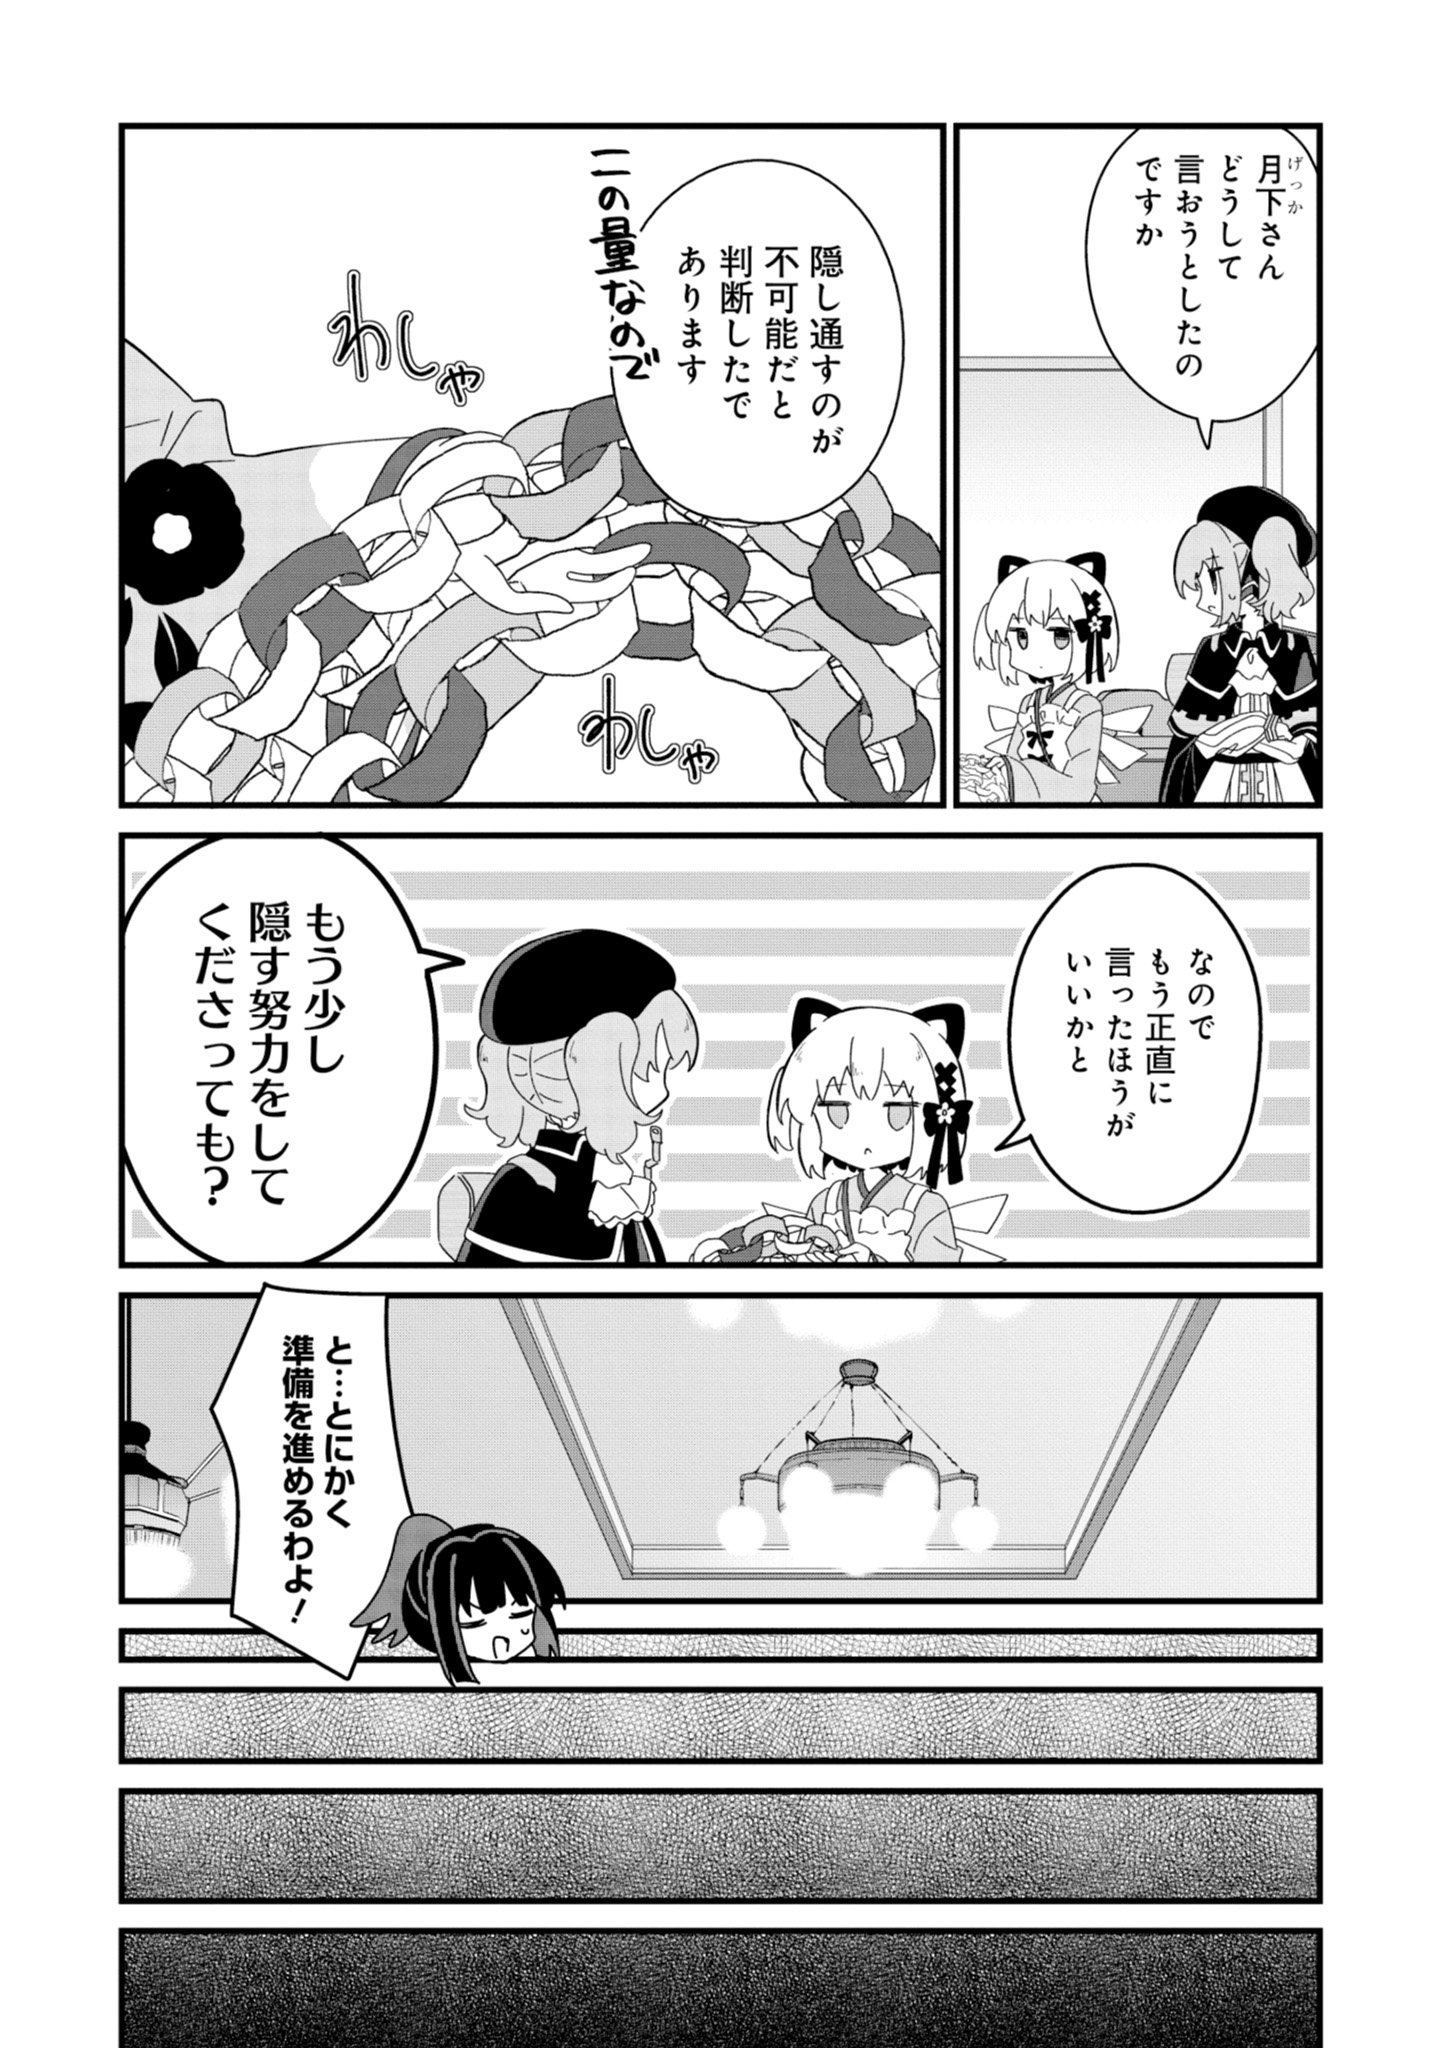 月下さん
げっか
どうして
言おうとしたの
ですか
隠し通すのが
不可能だと
判断したで
あります
この量なので
わしゃ
わしゃ
なので
もう正直に
言ったほうが
いいかと
もう少し
隠す努力をして
くださっても?
と…とにかく
準備を進めるわよ!